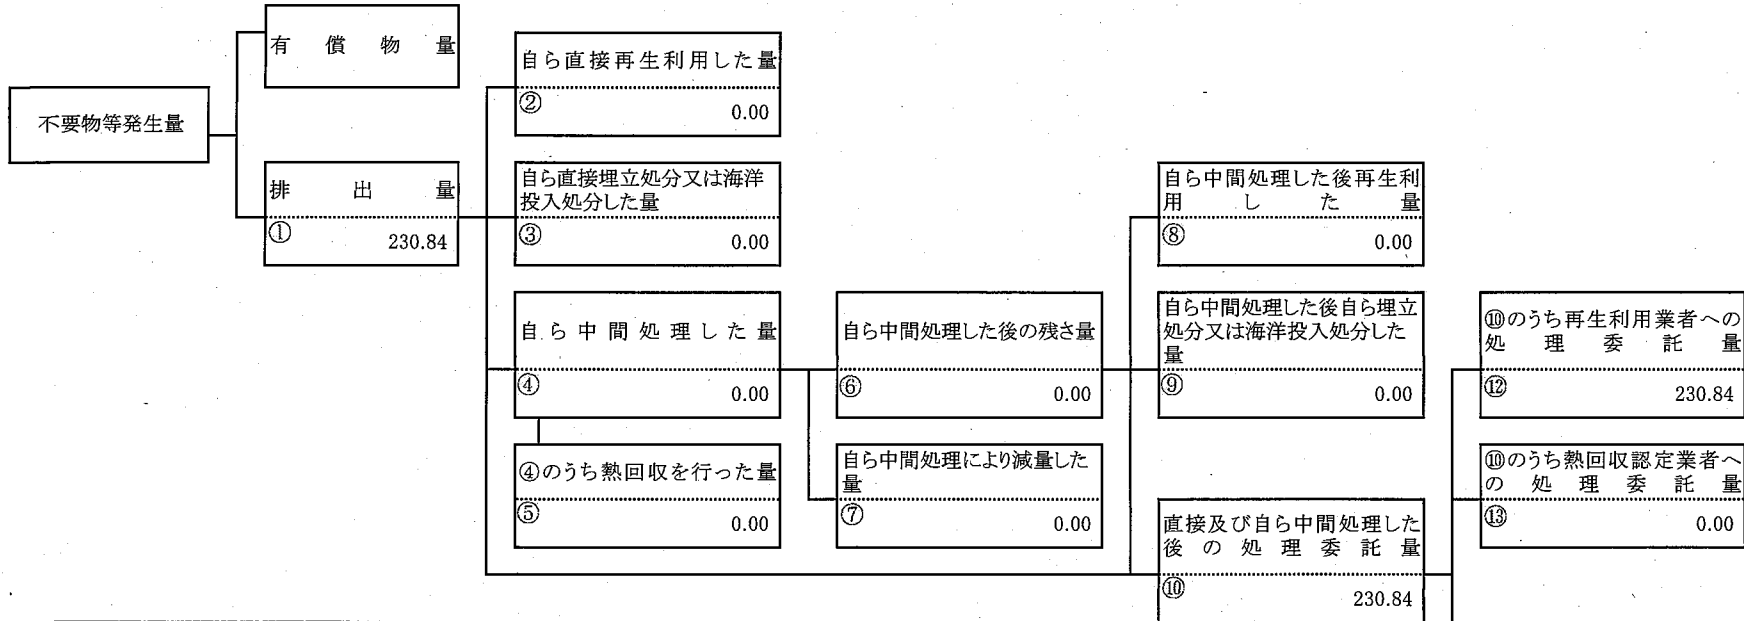 有償物量
不要物等発生量
排出量
①
230.84
自ら直接再生利用した量
②
0.00
自ら直接埋立処分又は海洋
投入処分した量
③
0.00
自ら中間処理した量
④
0.00
④のうち熱回収を行った量
⑤
0.00
自ら中間処理した後の残さ量
⑥
0.00
自ら中間処理により減量した
量
⑦
0.00
自ら中間処理した後再生利
用した量
⑧
0.00
自ら中間処理した後自ら埋立
処分又は海洋投入処分した
量
⑨
0.00
直接及び自ら中間処理した
後の処理委託量
⑩
230.84
⑩のうち再生利用業者への
処理委託量
⑫
230.84
⑩のうち熱回収認定業者へ
の処理委託量
⑬
0.00